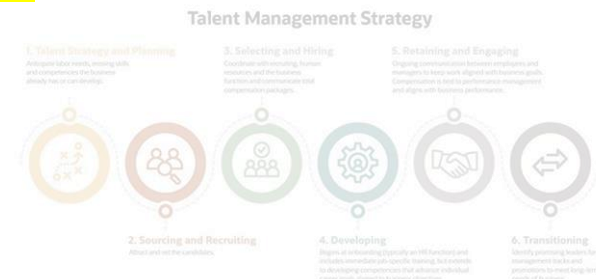 Talent Management Strategy
1. Talent Strategy and Planning
Anticipate labor needs, missing skills
and competencies the business
already has or can develop.
3. Selecting and Hiring
Coordinate with recruiting, human
resources and the business
function and communicate total
compensation packages.
5. Retaining and Engaging
Ongoing communication between employees and
managers to keep work aligned with business goals.
Compensation is tied to performance management
and aligns with business performance.
2. Sourcing and Recruiting
Attract and vet the candidates.
4. Developing
Begins at onboarding (typically an HR function) and
includes immediate job-specific learning, but extends
to developing competencies that advance individual
6. Transitioning
Identify promising leaders for
management tracks and
promotions to meet long-term